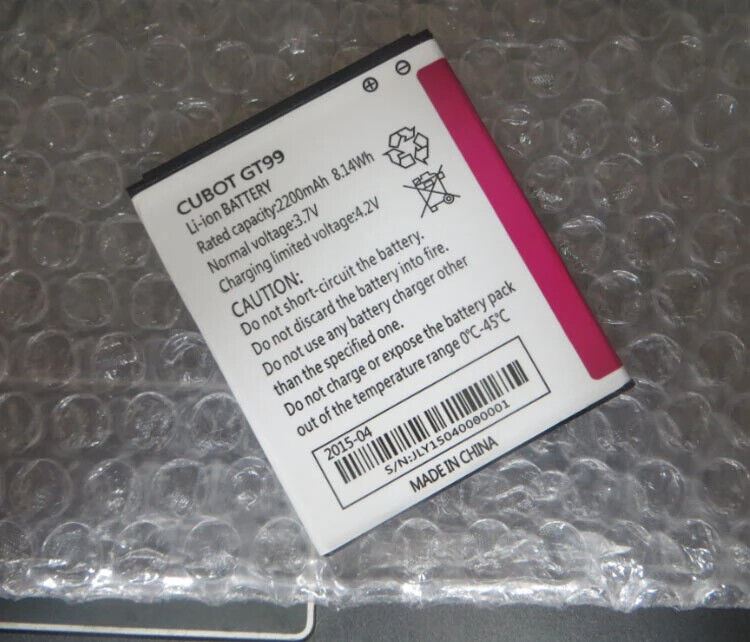 CUBOT GT99
Li-ion BATTERY
Rated capacity:2200mAh 8.14Wh
Normal voltage:3.7V
Charging limited voltage:4.2V
CAUTION:
Do not short-circuit the battery.
Do not discard the battery into fire.
Do not use any battery charger other
than the specified one.
Do not charge or expose the battery pack
out of the temperature range 0°C-45°C
2015-04
S/N:JLY15040080001
MADE IN CHINA